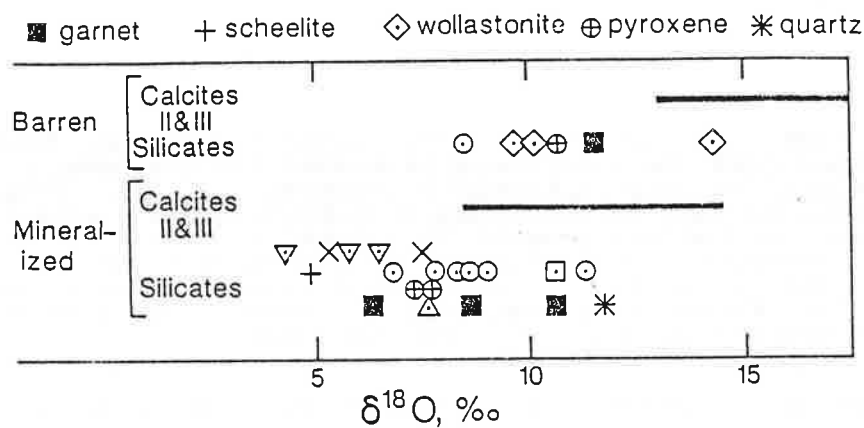 garnet scheelite wollastonite pyroxene quartz
Barren
Calcites
II&III
Silicates
Mineral-
ized
Calcites
II&III
Silicates
5 10 15
δ18O, ‰